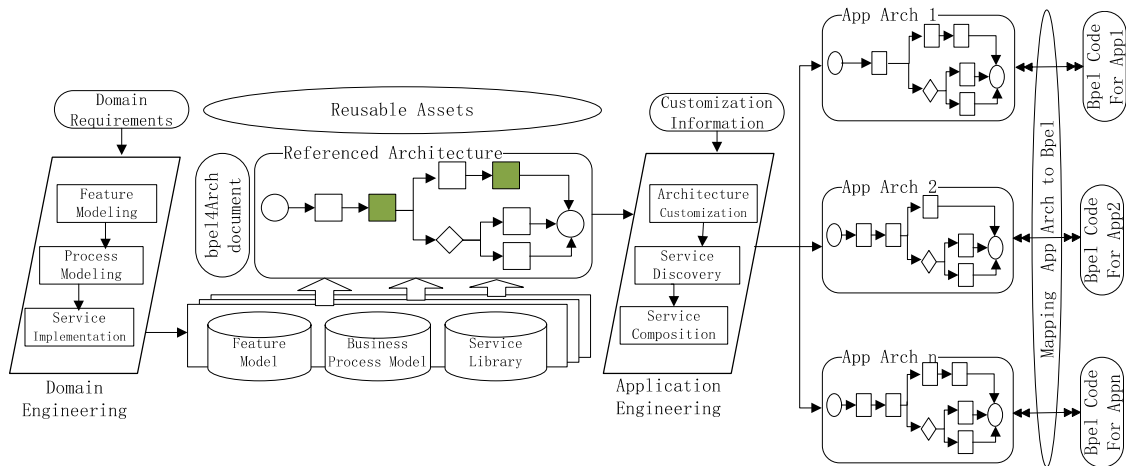 Domain
Requirements
Feature
Modeling
Process
Modeling
Service
Implementation
Domain
Engineering
Reusable Assets
bpel4Arch
document
Referenced Architecture
Feature
Model
Business
Process Model
Service
Library
Customization
Information
Architecture
Customization
Service
Discovery
Service
Composition
Application
Engineering
App Arch 1
App Arch 2
App Arch n
Mapping App Arch to Bpel
Bpel Code
For App1
Bpel Code
For App2
Bpel Code
For Appn